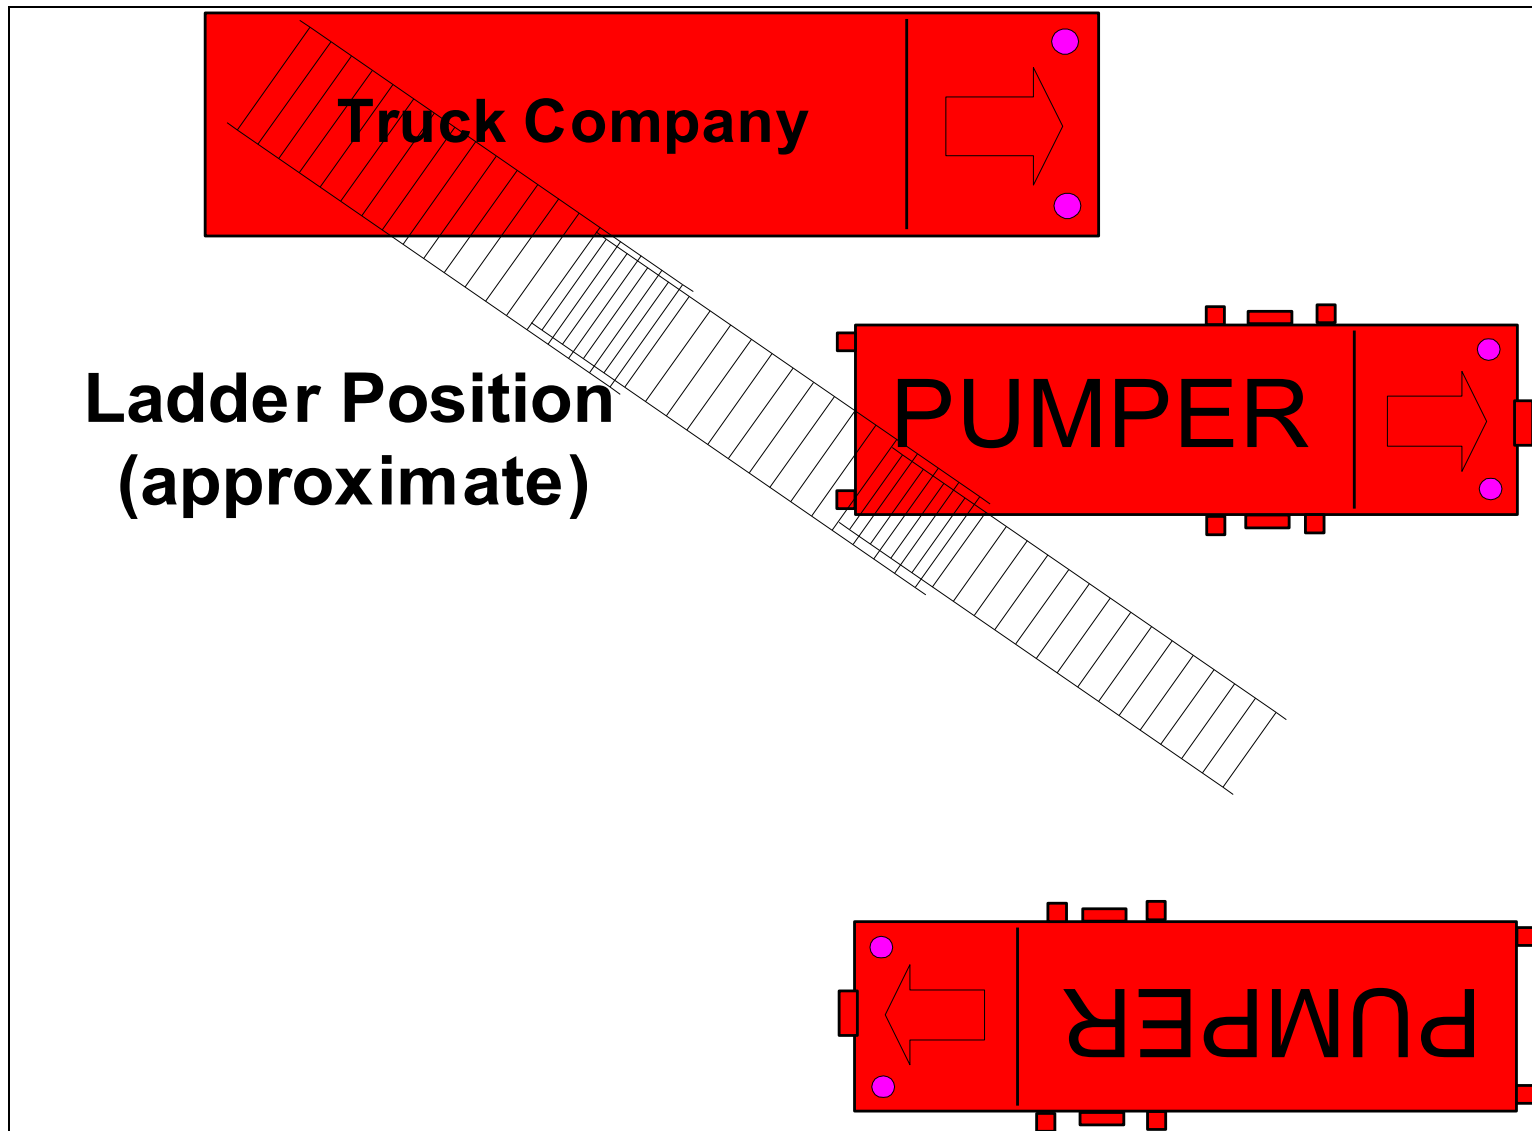 Truck Company
PUMPER
Ladder Position
(approximate)
PUMPER